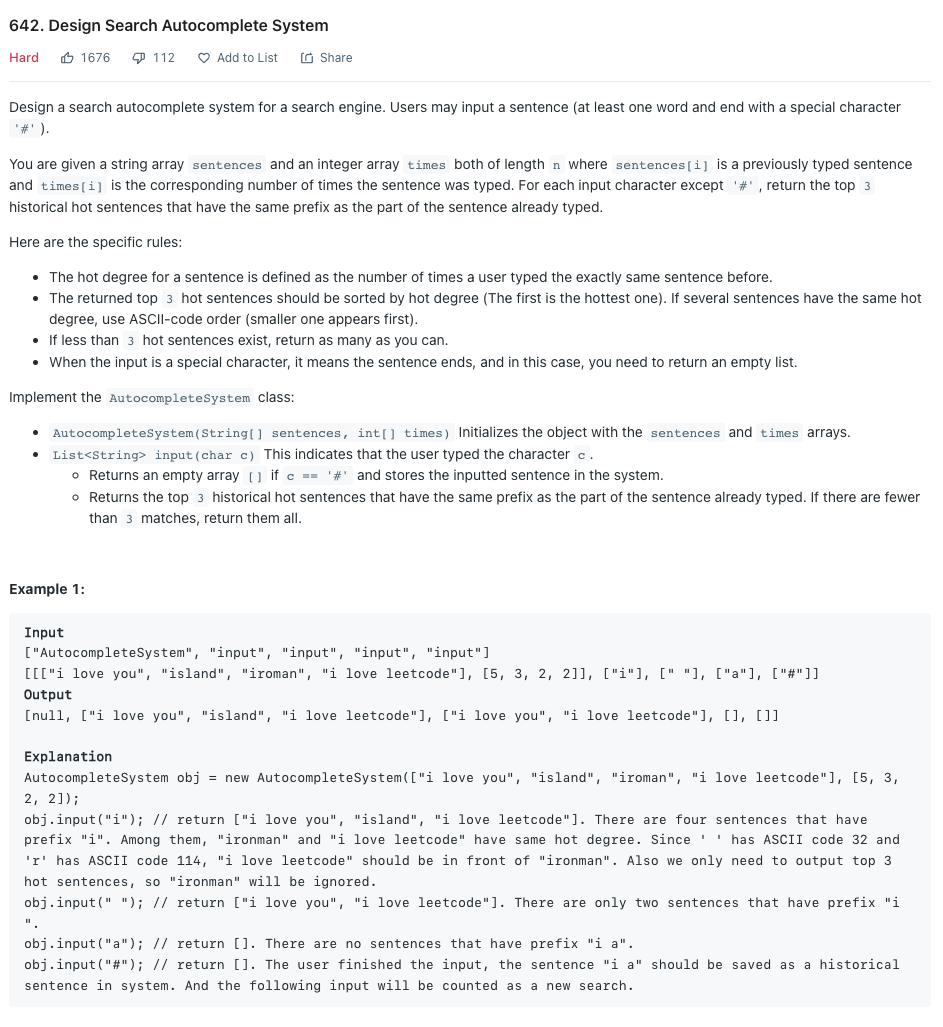 642. Design Search Autocomplete System
Hard 1676 112 Add to List Share
Design a search autocomplete system for a search engine. Users may input a sentence (at least one word and end with a special character
'#' ).
You are given a string array sentences and an integer array times both of length n where sentences[i] is a previously typed sentence
and times[i] is the corresponding number of times the sentence was typed. For each input character except '#' , return the top 3
historical hot sentences that have the same prefix as the part of the sentence already typed.
Here are the specific rules:
• The hot degree for a sentence is defined as the number of times a user typed the exactly same sentence before.
• The returned top 3 hot sentences should be sorted by hot degree (The first is the hottest one). If several sentences have the same hot
degree, use ASCII-code order (smaller one appears first).
• If less than 3 hot sentences exist, return as many as you can.
• When the input is a special character, it means the sentence ends, and in this case, you need to return an empty list.
Implement the AutocompleteSystem class:
• AutocompleteSystem(String[] sentences, int[] times) Initializes the object with the sentences and times arrays.
• List<String> input(char c) This indicates that the user typed the character c .
◦ Returns an empty array [] if c == '#' and stores the inputted sentence in the system.
◦ Returns the top 3 historical hot sentences that have the same prefix as the part of the sentence already typed. If there are fewer
than 3 matches, return them all.
Example 1:
Input
["AutocompleteSystem", "input", "input", "input", "input"]
[[["i love you", "island", "iroman", "i love leetcode"], [5, 3, 2, 2]], ["i"], [" "], ["a"], ["#"]]
Output
[null, ["i love you", "island", "i love leetcode"], ["i love you", "i love leetcode"], [], []]
Explanation
AutocompleteSystem obj = new AutocompleteSystem(["i love you", "island", "iroman", "i love leetcode"], [5, 3,
2, 2]);
obj.input("i"); // return ["i love you", "island", "i love leetcode"]. There are four sentences that have
prefix "i". Among them, "ironman" and "i love leetcode" have same hot degree. Since ' ' has ASCII code 32 and
'r' has ASCII code 114, "i love leetcode" should be in front of "ironman". Also we only need to output top 3
hot sentences, so "ironman" will be ignored.
obj.input(" "); // return ["i love you", "i love leetcode"]. There are only two sentences that have prefix "i
".
obj.input("a"); // return []. There are no sentences that have prefix "i a".
obj.input("#"); // return []. The user finished the input, the sentence "i a" should be saved as a historical
sentence in system. And the following input will be counted as a new search.